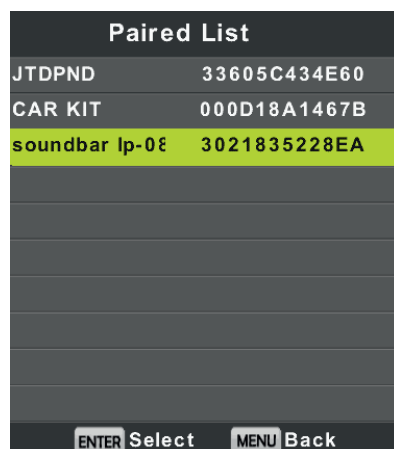 Paired List
JTDPND 33605C434E60
CAR KIT 000D18A1467B
soundbar lp-08 3021835228EA
ENTER Select MENU Back